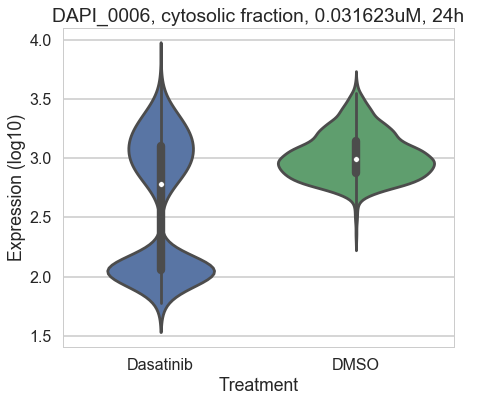 DAPI_0006, cytosolic fraction, 0.031623uM, 24h
Expression (log10)
4.0
3.5
3.0
2.5
2.0
1.5
Dasatinib DMSO
Treatment